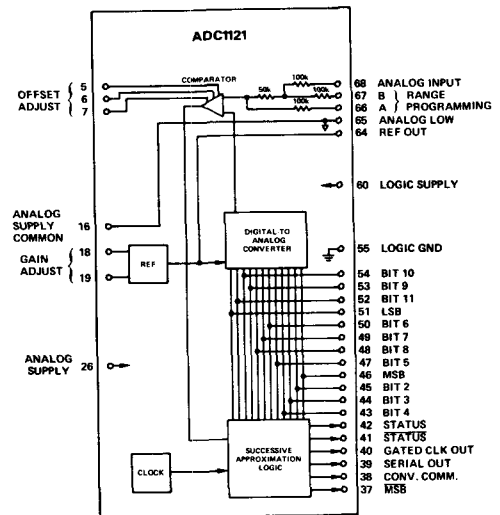 ADC1121
OFFSET ADJUST
5
6
7
COMPARATOR
50k
100k
100k
100k
68 ANALOG INPUT
67 B RANGE
66 A PROGRAMMING
65 ANALOG LOW
64 REF OUT
60 LOGIC SUPPLY
ANALOG SUPPLY COMMON 16
GAIN ADJUST
18
19
REF
DIGITAL-TO ANALOG CONVERTER
55 LOGIC GND
54 BIT 10
53 BIT 9
52 BIT 11
51 LSB
50 BIT 6
49 BIT 7
48 BIT 8
47 BIT 5
46 MSB
45 BIT 2
44 BIT 3
43 BIT 4
ANALOG SUPPLY 26
42 STATUS
41 S̅T̅A̅T̅U̅S̅
40 GATED CLK OUT
39 SERIAL OUT
38 CONV. COMM.
37 M̅S̅B̅
CLOCK
SUCCESSIVE APPROXIMATION LOGIC